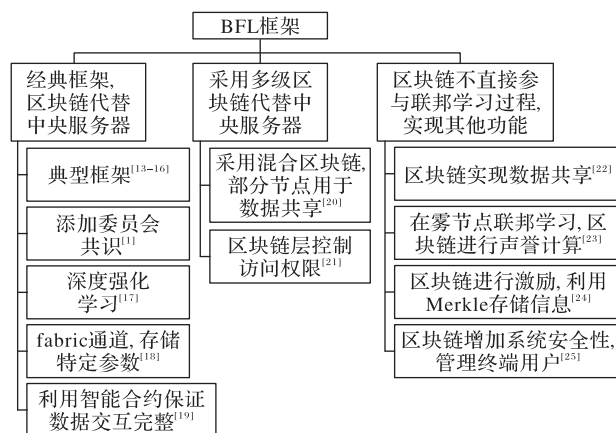 BFL框架
经典框架,
区块链代替
中央服务器
典型框架[13-16]
添加委员会
共识[1]
深度强化
学习[17]
fabric通道, 存储
特定参数[18]
利用智能合约保证
数据交互完整[19]
采用多级区
块链代替中
央服务器
采用混合区块链,
部分节点用于
数据共享[20]
区块链层控制
访问权限[21]
区块链不直接参
与联邦学习过程,
实现其他功能
区块链实现数据共享[22]
在雾节点联邦学习, 区
块链进行声誉计算[23]
区块链进行激励, 利用
Merkle存储信息[24]
区块链增加系统安全性,
管理终端用户[25]